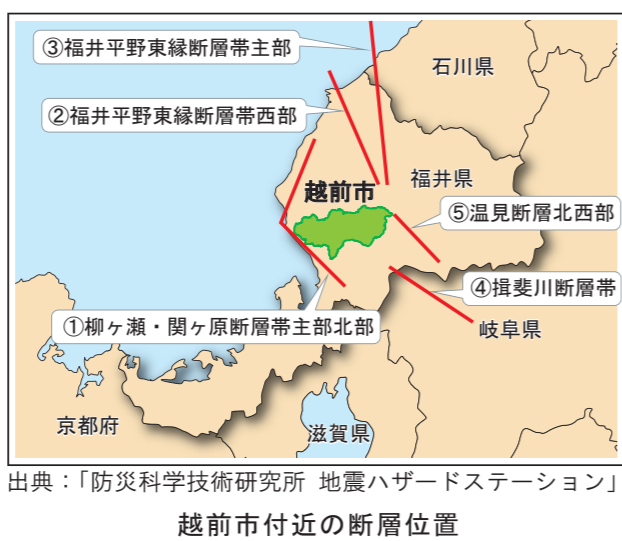 ③福井平野東縁断層帯主部
石川県
②福井平野東縁断層帯西部
福井県
越前市
⑤温見断層北西部
④揖斐川断層帯
①柳ヶ瀬・関ヶ原断層帯主部北部
岐阜県
京都府
滋賀県
出典：「防災科学技術研究所 地震ハザードステーション」
越前市付近の断層位置